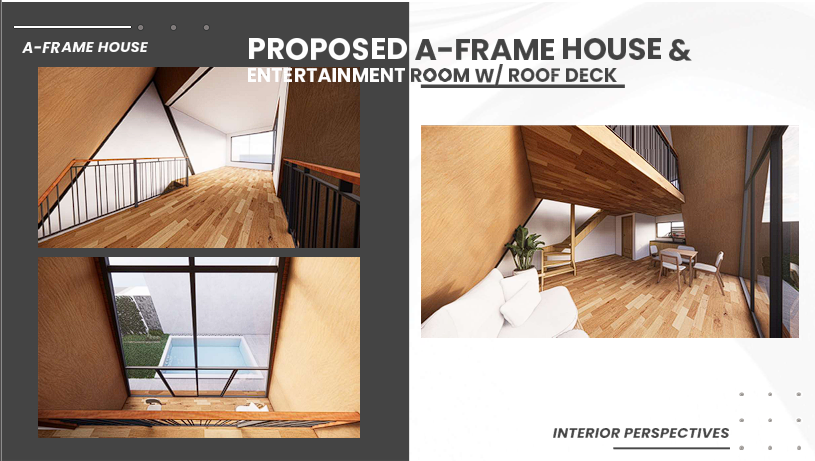 A-FRAME HOUSE
PROPOSED A-FRAME HOUSE &
ENTERTAINMENT ROOM W/ ROOF DECK
INTERIOR PERSPECTIVES